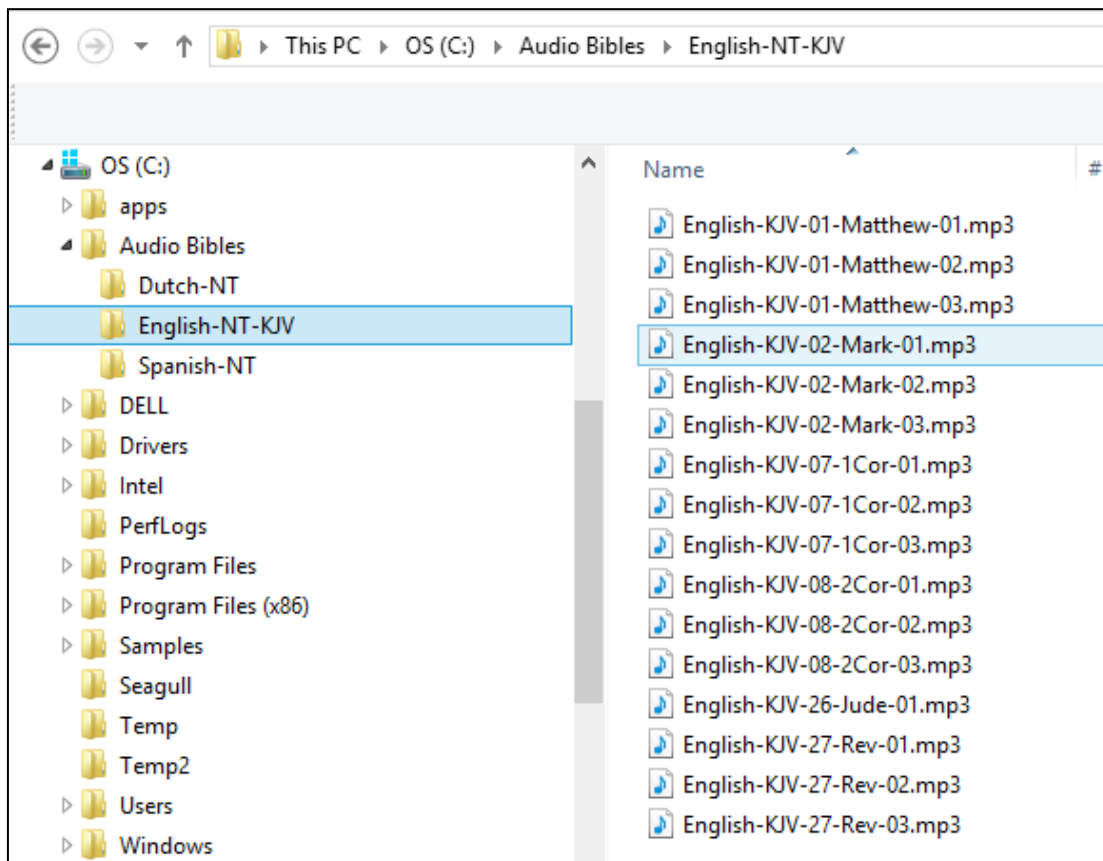 This PC OS (C:) Audio Bibles English-NT-KJV
OS (C:)
apps
Audio Bibles
Dutch-NT
English-NT-KJV
Spanish-NT
DELL
Drivers
Intel
PerfLogs
Program Files
Program Files (x86)
Samples
Seagull
Temp
Temp2
Users
Windows
Name #
English-KJV-01-Matthew-01.mp3
English-KJV-01-Matthew-02.mp3
English-KJV-01-Matthew-03.mp3
English-KJV-02-Mark-01.mp3
English-KJV-02-Mark-02.mp3
English-KJV-02-Mark-03.mp3
English-KJV-07-1Cor-01.mp3
English-KJV-07-1Cor-02.mp3
English-KJV-07-1Cor-03.mp3
English-KJV-08-2Cor-01.mp3
English-KJV-08-2Cor-02.mp3
English-KJV-08-2Cor-03.mp3
English-KJV-26-Jude-01.mp3
English-KJV-27-Rev-01.mp3
English-KJV-27-Rev-02.mp3
English-KJV-27-Rev-03.mp3